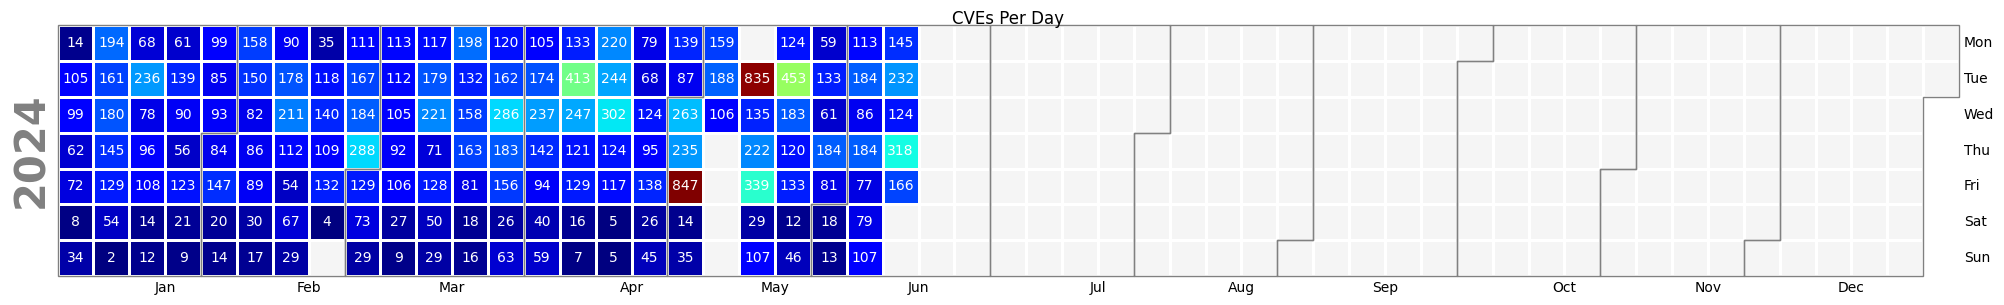 CVEs Per Day
2024
14 194 68 61 99 158 90 35 111 113 117 198 120 105 133 220 79 139 159 124 59 113 145 Mon
105 161 236 139 85 150 178 118 167 112 179 132 162 174 413 244 68 87 188 835 453 133 184 232 Tue
99 180 78 90 93 82 211 140 184 105 221 158 286 237 247 302 124 263 106 135 183 61 86 124 Wed
62 145 96 56 84 86 112 109 288 92 71 163 183 142 121 124 95 235 222 120 184 184 318 Thu
72 129 108 123 147 89 54 132 129 106 128 81 156 94 129 117 138 847 339 133 81 77 166 Fri
8 54 14 21 20 30 67 4 73 27 50 18 26 40 16 5 26 14 29 12 18 79 Sat
34 2 12 9 14 17 29 29 9 29 16 63 59 7 5 45 35 107 46 13 107 Sun
Jan Feb Mar Apr May Jun Jul Aug Sep Oct Nov Dec